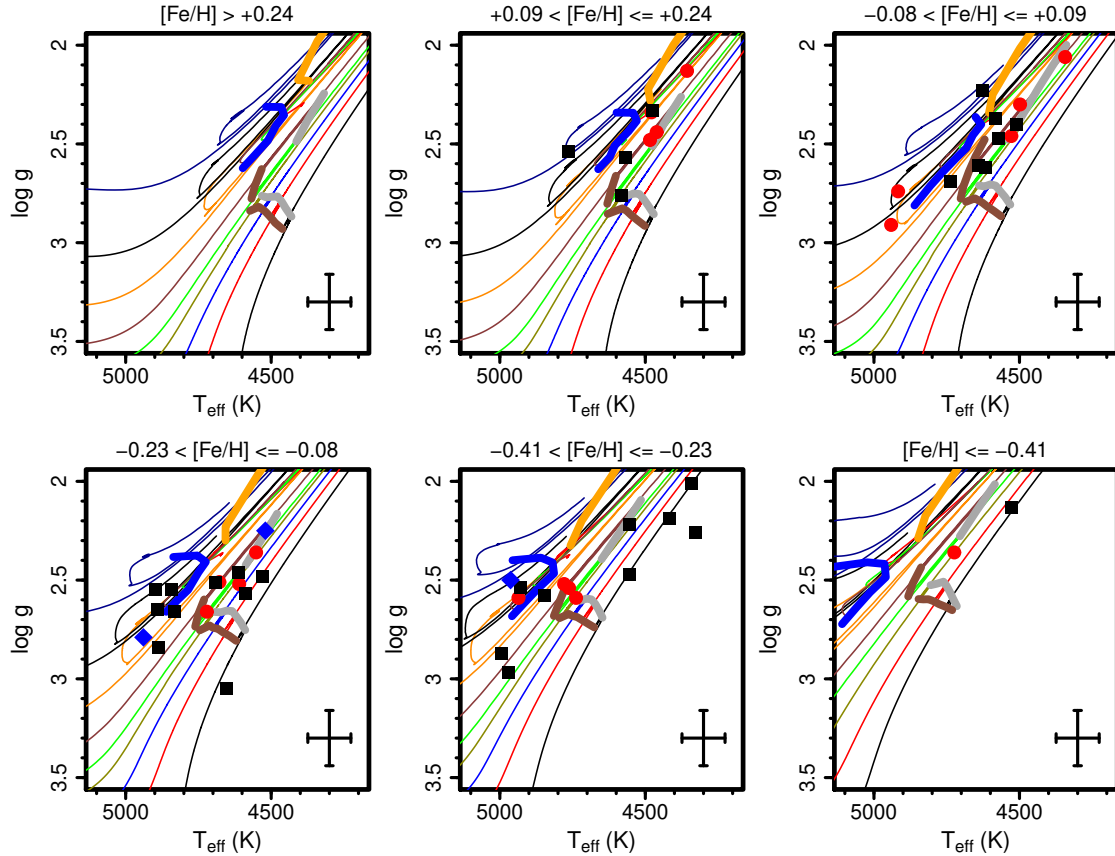 [Fe/H] > +0.24
+0.09 < [Fe/H] <= +0.24
−0.08 < [Fe/H] <= +0.09
2
2.5
3
3.5
log g
5000 4500
T_eff (K)
2
2.5
3
3.5
log g
5000 4500
T_eff (K)
2
2.5
3
3.5
log g
5000 4500
T_eff (K)
−0.23 < [Fe/H] <= −0.08
−0.41 < [Fe/H] <= −0.23
[Fe/H] <= −0.41
2
2.5
3
3.5
log g
5000 4500
T_eff (K)
2
2.5
3
3.5
log g
5000 4500
T_eff (K)
2
2.5
3
3.5
log g
5000 4500
T_eff (K)